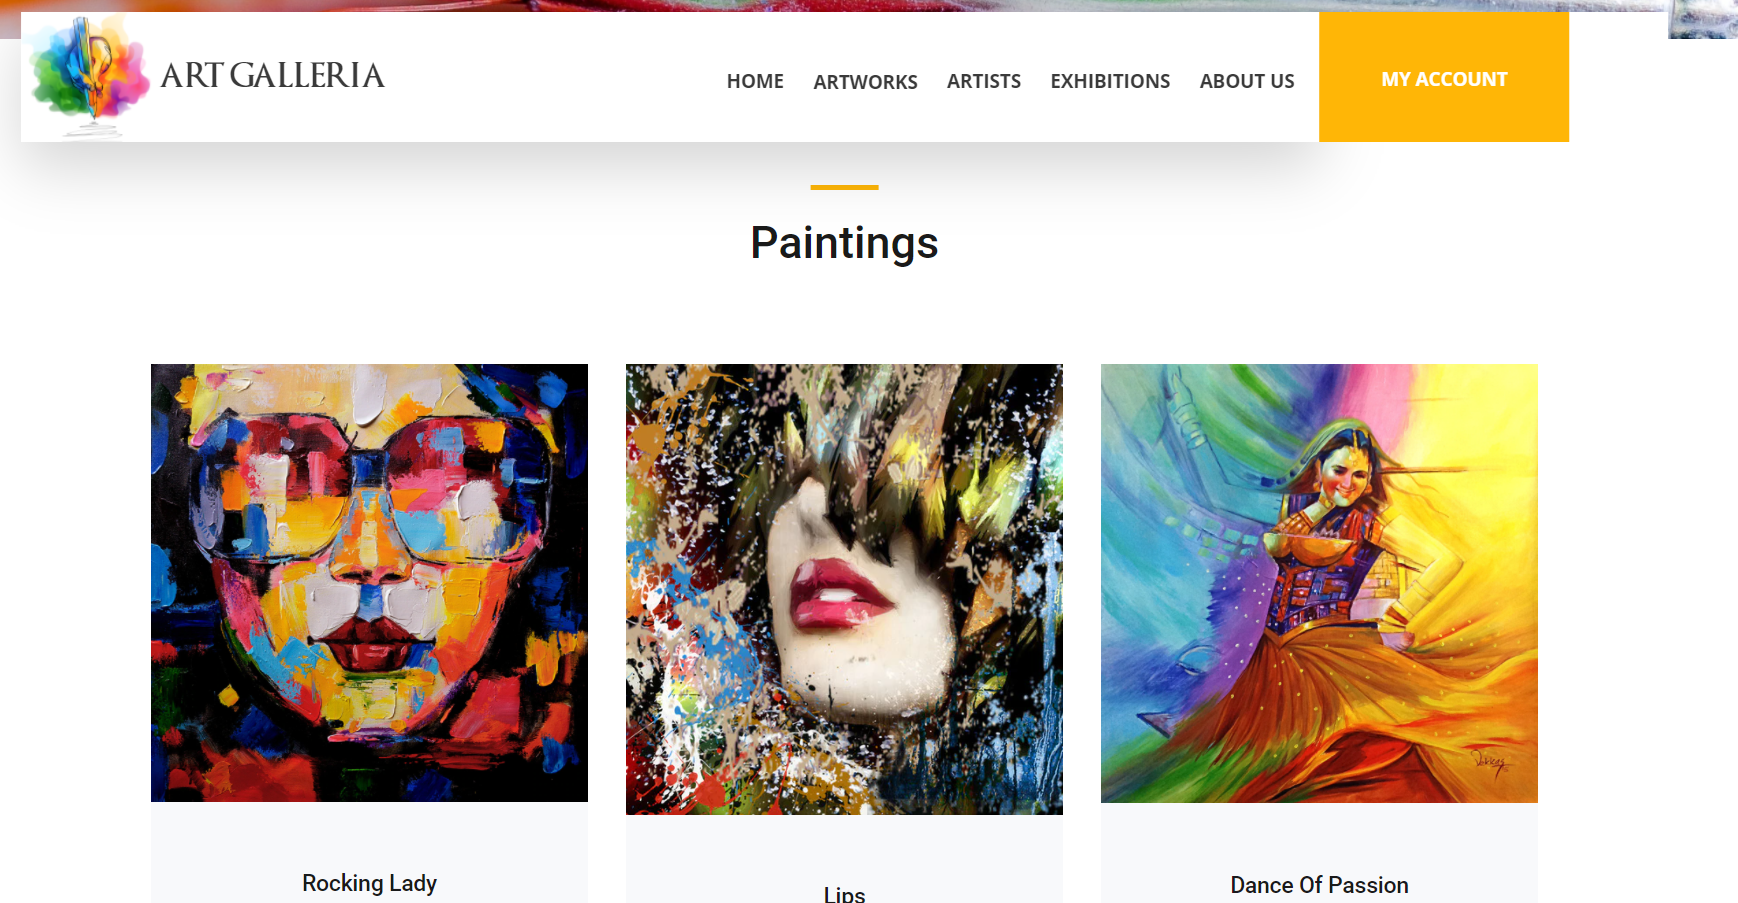 ART GALLERIA
HOME ARTWORKS ARTISTS EXHIBITIONS ABOUT US MY ACCOUNT
Paintings
Rocking Lady
Lips
Dance Of Passion